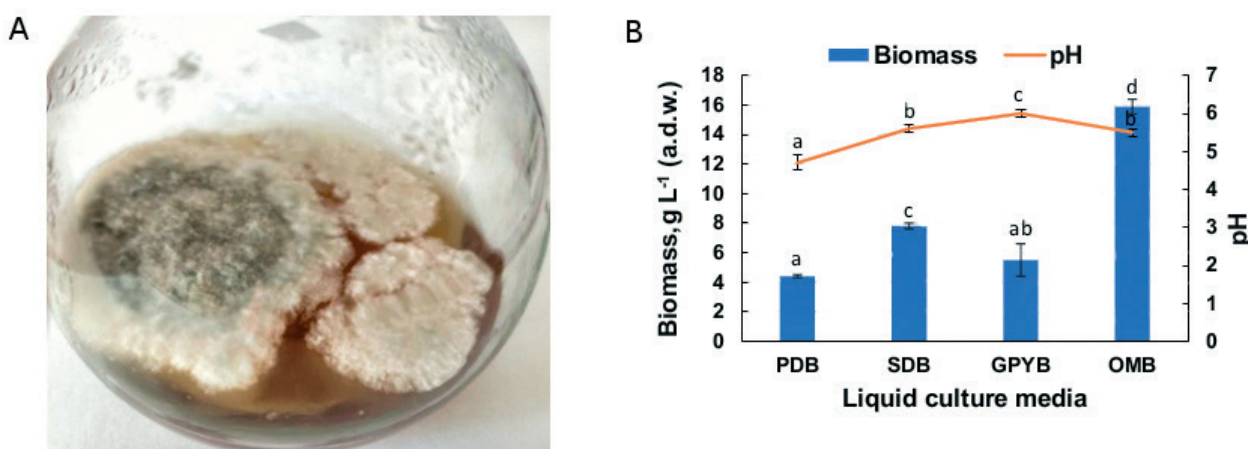 A
B
Biomass pH
Biomass, g L⁻¹ (a.d.w.)
18
16
14
12
10
8
6
4
2
0
a
b
c
d
b
a
c
ab
7
6
5
4
3
2
1
0
pH
PDB SDB GPYB OMB
Liquid culture media